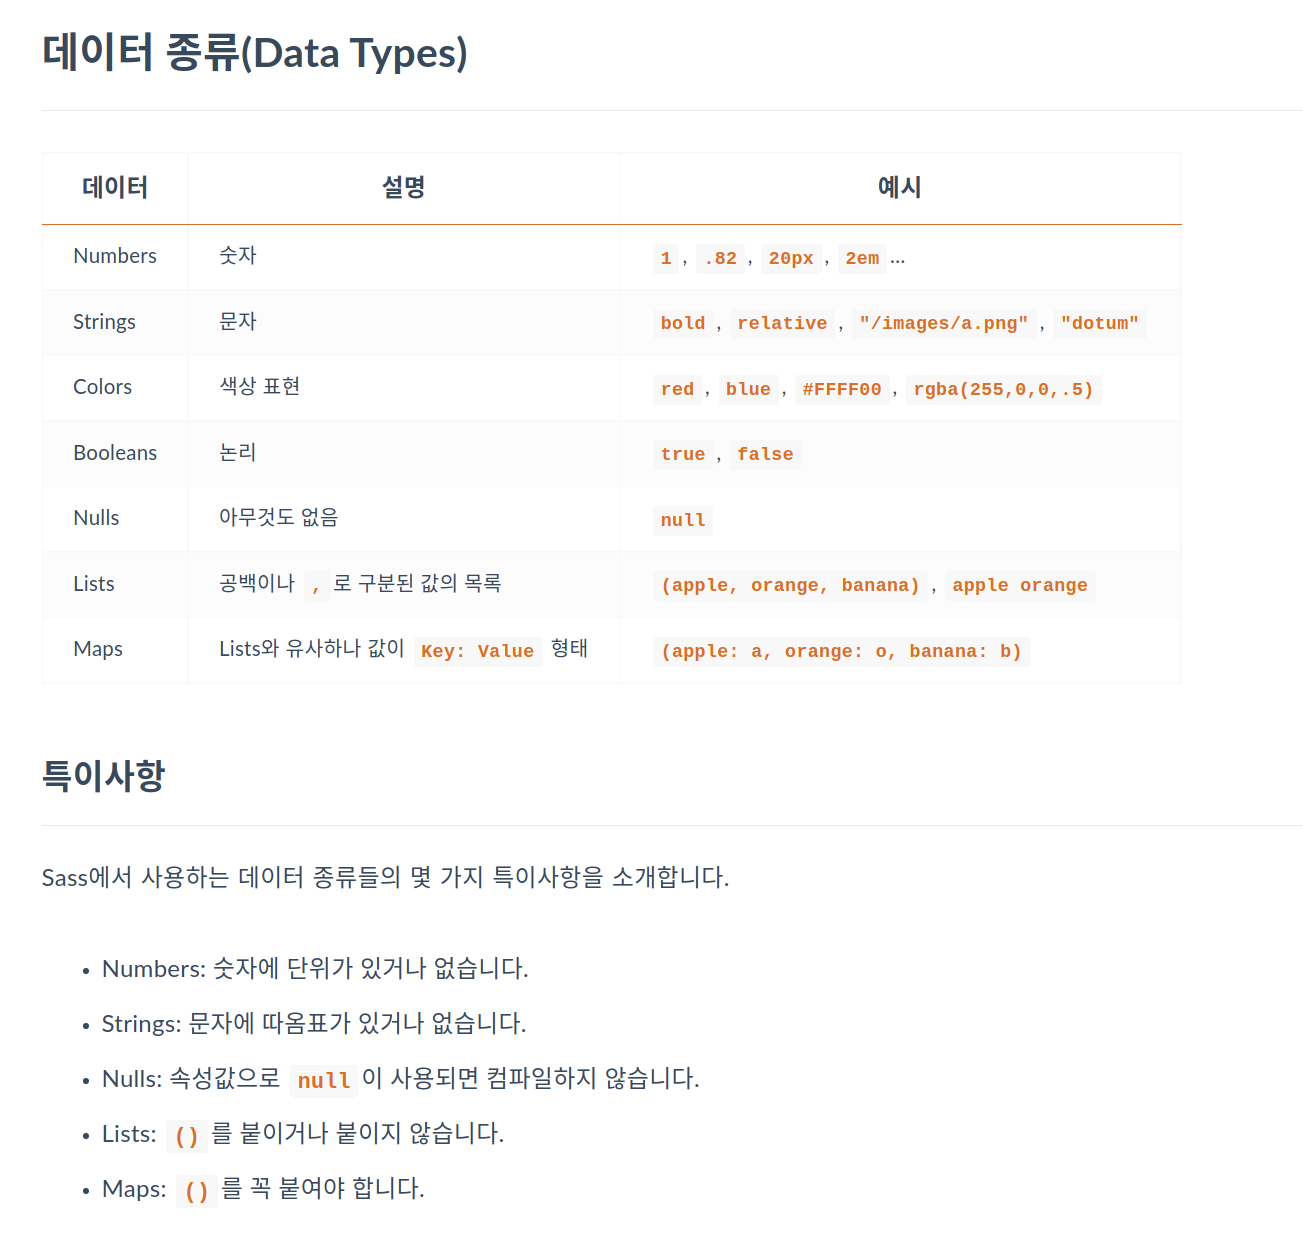 데이터 종류(Data Types)
데이터 설명 예시
Numbers 숫자 1 , .82 , 20px , 2em ...
Strings 문자 bold , relative , "/images/a.png" , "dotum"
Colors 색상 표현 red , blue , #FFFF00 , rgba(255,0,0,.5)
Booleans 논리 true , false
Nulls 아무것도 없음 null
Lists 공백이나 , 로 구분된 값의 목록 (apple, orange, banana) , apple orange
Maps Lists와 유사하나 값이 Key: Value 형태 (apple: a, orange: o, banana: b)
특이사항
Sass에서 사용하는 데이터 종류들의 몇 가지 특이사항을 소개합니다.
• Numbers: 숫자에 단위가 있거나 없습니다.
• Strings: 문자에 따옴표가 있거나 없습니다.
• Nulls: 속성값으로 null 이 사용되면 컴파일하지 않습니다.
• Lists: () 를 붙이거나 붙이지 않습니다.
• Maps: () 를 꼭 붙여야 합니다.